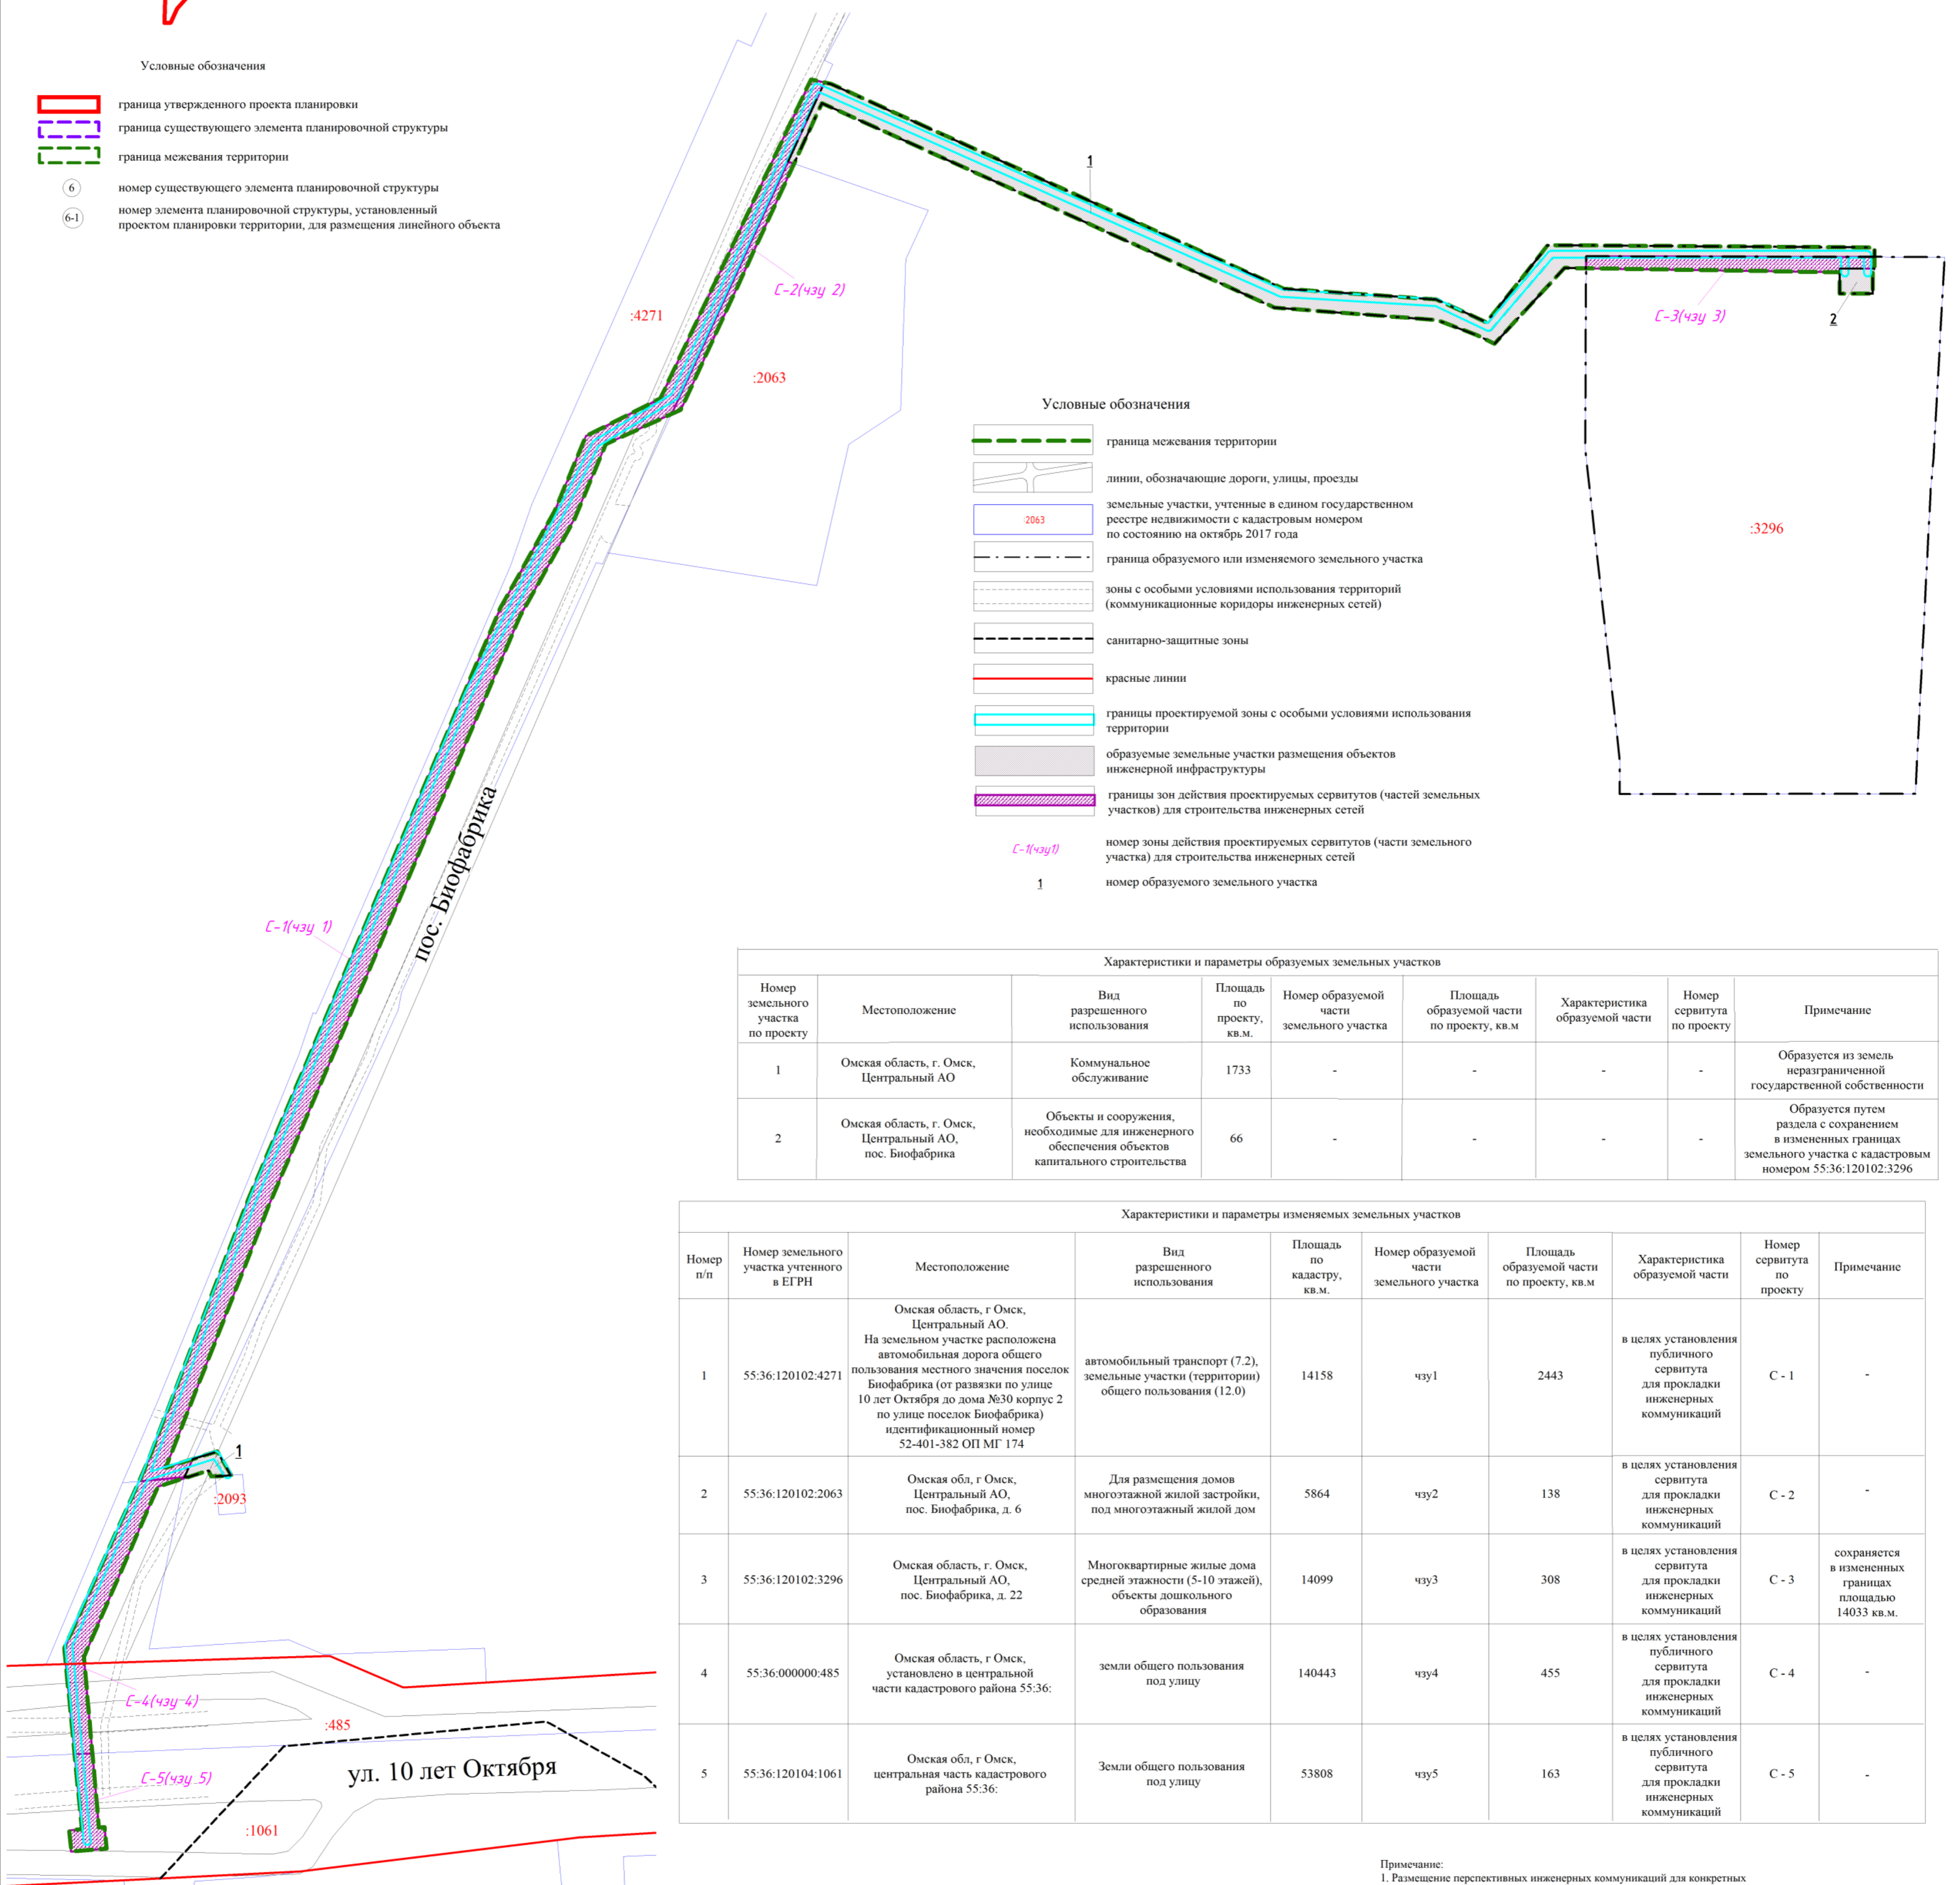 Условные обозначения
граница утвержденного проекта планировки
граница существующего элемента планировочной структуры
граница межевания территории
6
номер существующего элемента планировочной структуры
6-1
номер элемента планировочной структуры, установленный
проектом планировки территории, для размещения линейного объекта
1
С-2(чзу 2)
:4271
:2063
С-3(чзу 3)
2
:3296
Условные обозначения
граница межевания территории
линии, обозначающие дороги, улицы, проезды
:2063
земельные участки, учтенные в едином государственном
реестре недвижимости с кадастровым номером
по состоянию на октябрь 2017 года
граница образуемого или изменяемого земельного участка
зоны с особыми условиями использования территорий
(коммуникационные коридоры инженерных сетей)
санитарно-защитные зоны
красные линии
границы проектируемой зоны с особыми условиями использования
территории
образуемые земельные участки размещения объектов
инженерной инфраструктуры
границы зон действия проектируемых сервитутов (частей земельных
участков) для строительства инженерных сетей
С-1(чзу1)
номер зоны действия проектируемых сервитутов (части земельного
участка) для строительства инженерных сетей
1
номер образуемого земельного участка
пос. Биофабрика
С-1(чзу 1)
1
:2093
С-4(чзу 4)
:485
С-5(чзу 5)
ул. 10 лет Октября
:1061
Характеристики и параметры образуемых земельных участков
Номер
земельного
участка
по проекту
Местоположение
Вид
разрешенного
использования
Площадь
по
проекту,
кв.м.
Номер образуемой
части
земельного участка
Площадь
образуемой части
по проекту, кв.м
Характеристика
образуемой части
Номер
сервитута
по проекту
Примечание
1
Омская область, г. Омск,
Центральный АО
Коммунальное
обслуживание
1733
-
-
-
-
Образуется из земель
неразграниченной
государственной собственности
2
Омская область, г. Омск,
Центральный АО,
пос. Биофабрика
Объекты и сооружения,
необходимые для инженерного
обеспечения объектов
капитального строительства
66
-
-
-
-
Образуется путем
раздела с сохранением
в измененных границах
земельного участка с кадастровым
номером 55:36:120102:3296
Характеристики и параметры изменяемых земельных участков
Номер
п/п
Номер земельного
участка учтенного
в ЕГРН
Местоположение
Вид
разрешенного
использования
Площадь
по
кадастру,
кв.м.
Номер образуемой
части
земельного участка
Площадь
образуемой части
по проекту, кв.м
Характеристика
образуемой части
Номер
сервитута
по
проекту
Примечание
1
55:36:120102:4271
Омская область, г Омск,
Центральный АО.
На земельном участке расположена
автомобильная дорога общего
пользования местного значения поселок
Биофабрика (от развязки по улице
10 лет Октября до дома №30 корпус 2
по улице поселок Биофабрика)
идентификационный номер
52-401-382 ОП МГ 174
автомобильный транспорт (7.2),
земельные участки (территории)
общего пользования (12.0)
14158
чзу1
2443
в целях установления
публичного
сервитута
для прокладки
инженерных
коммуникаций
С - 1
-
2
55:36:120102:2063
Омская обл, г Омск,
Центральный АО,
пос. Биофабрика, д. 6
Для размещения домов
многоэтажной жилой застройки,
под многоэтажный жилой дом
5864
чзу2
138
в целях установления
сервитута
для прокладки
инженерных
коммуникаций
С - 2
-
3
55:36:120102:3296
Омская область, г. Омск,
Центральный АО,
пос. Биофабрика, д. 22
Многоквартирные жилые дома
средней этажности (5-10 этажей),
объекты дошкольного
образования
14099
чзу3
308
в целях установления
сервитута
для прокладки
инженерных
коммуникаций
С - 3
сохраняется
в измененных
границах
площадью
14033 кв.м.
4
55:36:000000:485
Омская область, г Омск,
установлено в центральной
части кадастрового района 55:36:
земли общего пользования
под улицу
140443
чзу4
455
в целях установления
публичного
сервитута
для прокладки
инженерных
коммуникаций
С - 4
-
5
55:36:120104:1061
Омская обл, г Омск,
центральная часть кадастрового
района 55:36:
Земли общего пользования
под улицу
53808
чзу5
163
в целях установления
публичного
сервитута
для прокладки
инженерных
коммуникаций
С - 5
-
Примечание:
1. Размещение перспективных инженерных коммуникаций для конкретных